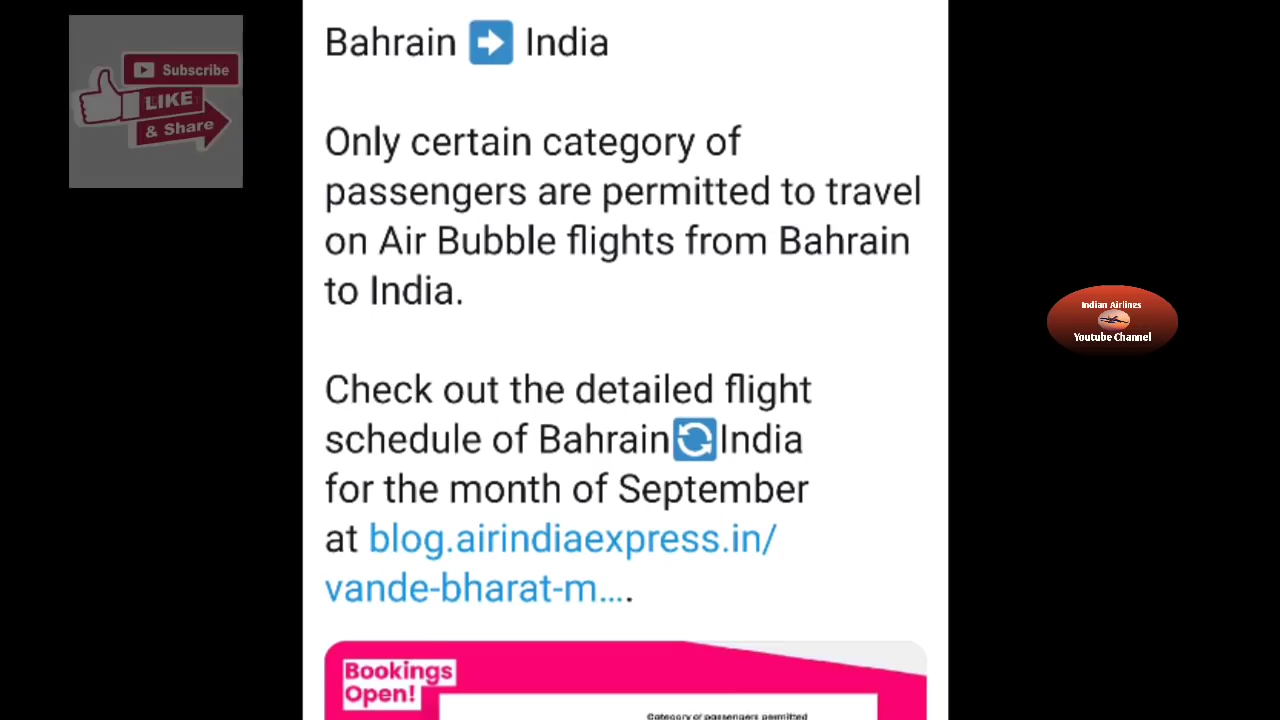 Subscribe
LIKE
& Share
Bahrain ➡️ India
Only certain category of
passengers are permitted to travel
on Air Bubble flights from Bahrain
to India.
Check out the detailed flight
schedule of Bahrain🔄India
for the month of September
at blog.airindiaexpress.in/
vande-bharat-m….
Bookings
Open!
Category of passengers permitted
Indian Airlines
Youtube Channel